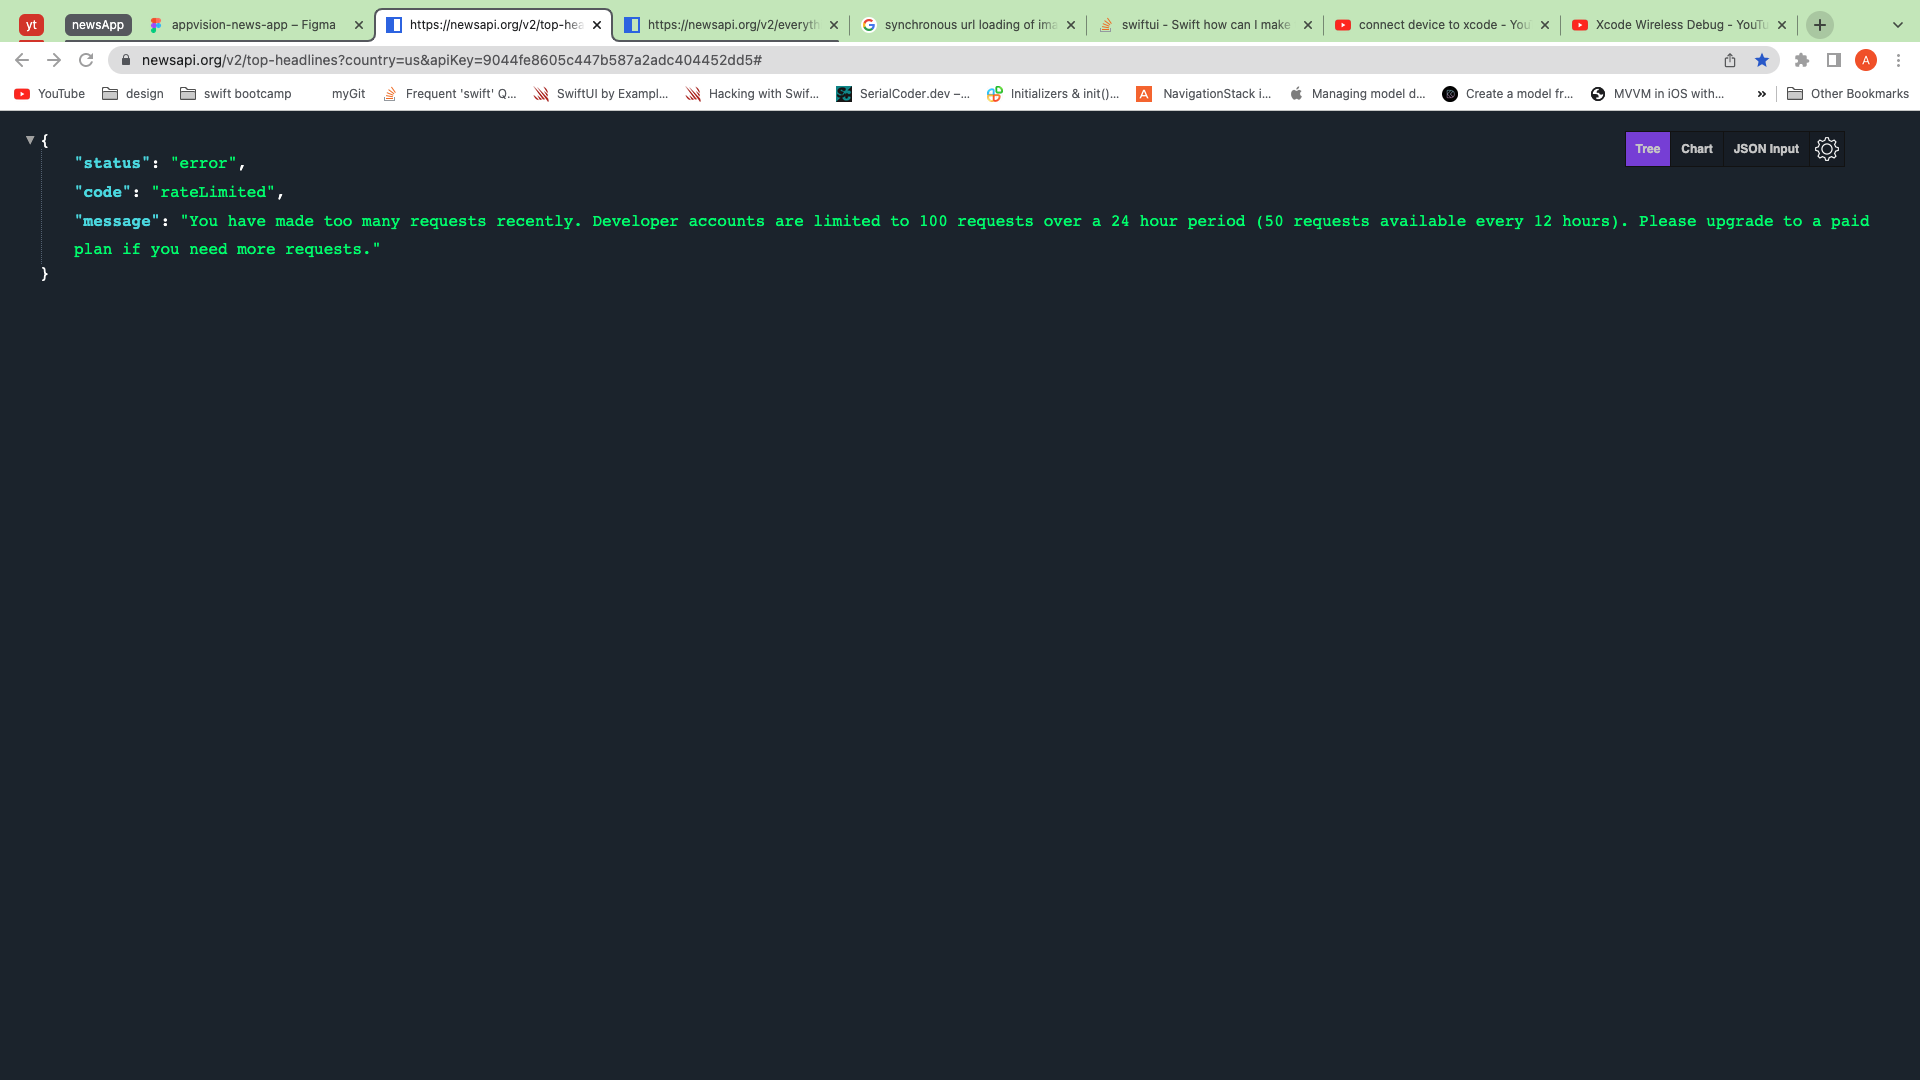 yt
newsApp
appvision-news-app – Figma
https://newsapi.org/v2/top-hea
https://newsapi.org/v2/everyth
synchronous url loading of ima
swiftui - Swift how can I make
connect device to xcode - You
Xcode Wireless Debug - YouTu
newsapi.org/v2/top-headlines?country=us&apiKey=9044fe8605c447b587a2adc404452dd5#
A
YouTube
design
swift bootcamp
myGit
Frequent 'swift' Q...
SwiftUI by Exampl...
Hacking with Swif...
SerialCoder.dev –...
Initializers & init()...
A
NavigationStack i...
Managing model d...
Create a model fr...
MVVM in iOS with...
»
Other Bookmarks
{
Tree
Chart
JSON Input
"status": "error",
"code": "rateLimited",
"message": "You have made too many requests recently. Developer accounts are limited to 100 requests over a 24 hour period (50 requests available every 12 hours). Please upgrade to a paid
plan if you need more requests."
}